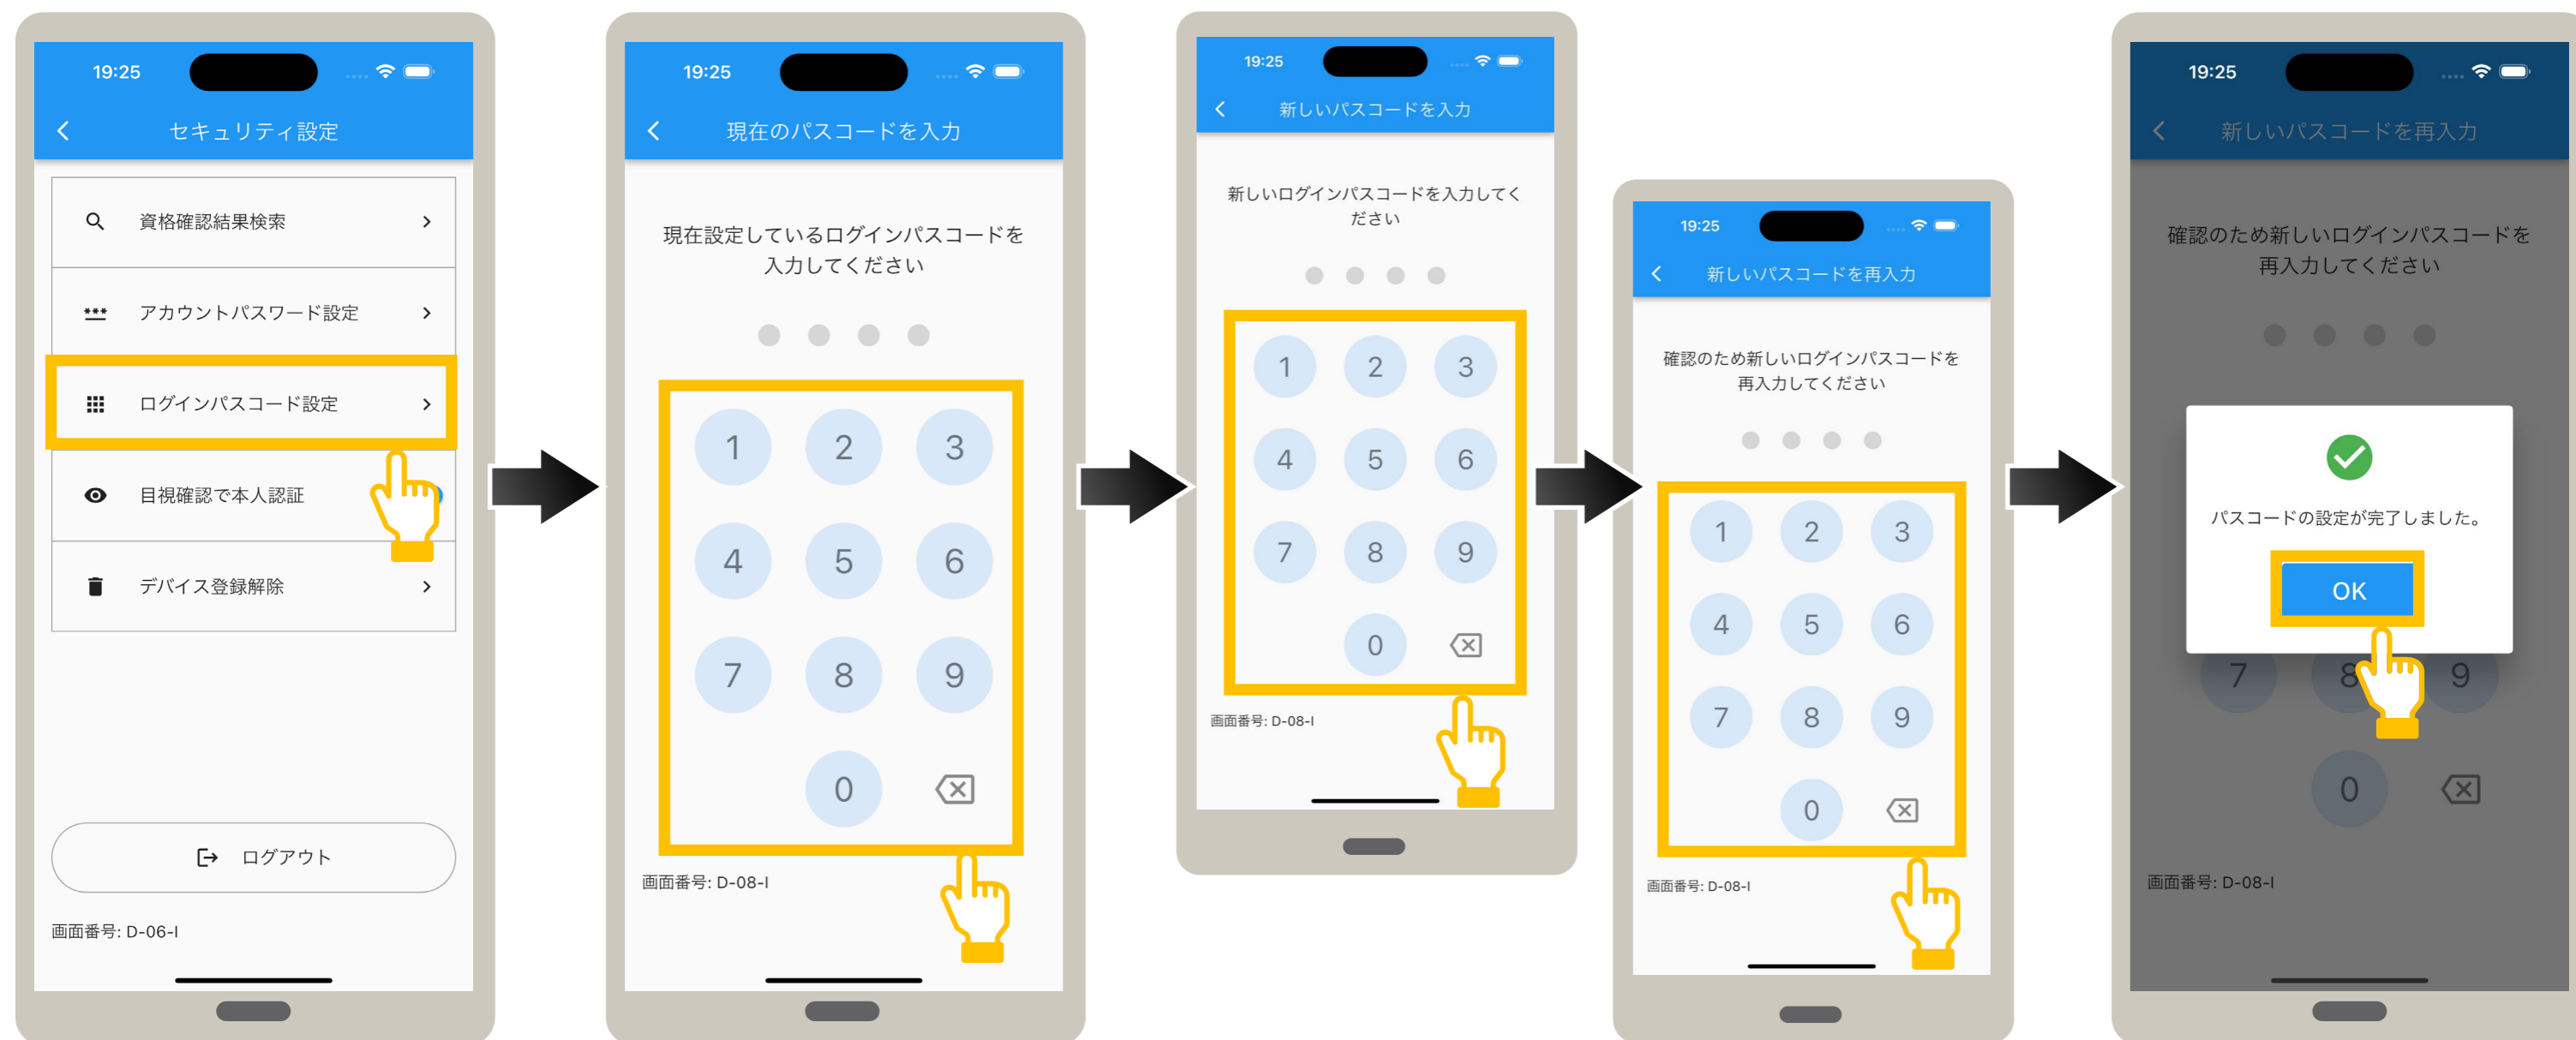 19:25
セキュリティ設定
資格確認結果検索
アカウントパスワード設定
ログインパスコード設定
目視確認で本人認証
デバイス登録解除
ログアウト
画面番号: D-06-I
19:25
現在のパスコードを入力
現在設定しているログインパスコードを
入力してください
1 2 3
4 5 6
7 8 9
0
画面番号: D-08-I
19:25
新しいパスコードを入力
新しいログインパスコードを入力してく
ださい
1 2 3
4 5 6
7 8 9
0
画面番号: D-08-I
19:25
新しいパスコードを再入力
確認のため新しいログインパスコードを
再入力してください
1 2 3
4 5 6
7 8 9
0
画面番号: D-08-I
19:25
新しいパスコードを再入力
確認のため新しいログインパスコードを
再入力してください
パスコードの設定が完了しました。
OK
7 8 9
0
画面番号: D-08-I